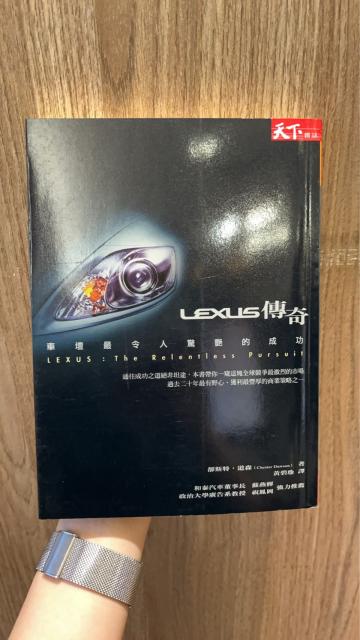 天下雜誌
LEXUS傳奇
車壇最令人驚艷的成功
LEXUS: The Relentless Pursuit
通往成功之道絕非坦途，本書帶你一窺這塊全球競爭最激烈的市場
過去二十年最有野心、獲利最豐厚的商業策略之一
卻斯特・道森（Chester Dawson） 著
黃碧珍 譯
和泰汽車董事長 蘇燕輝
政治大學廣告系教授 祝鳳岡 強力推薦